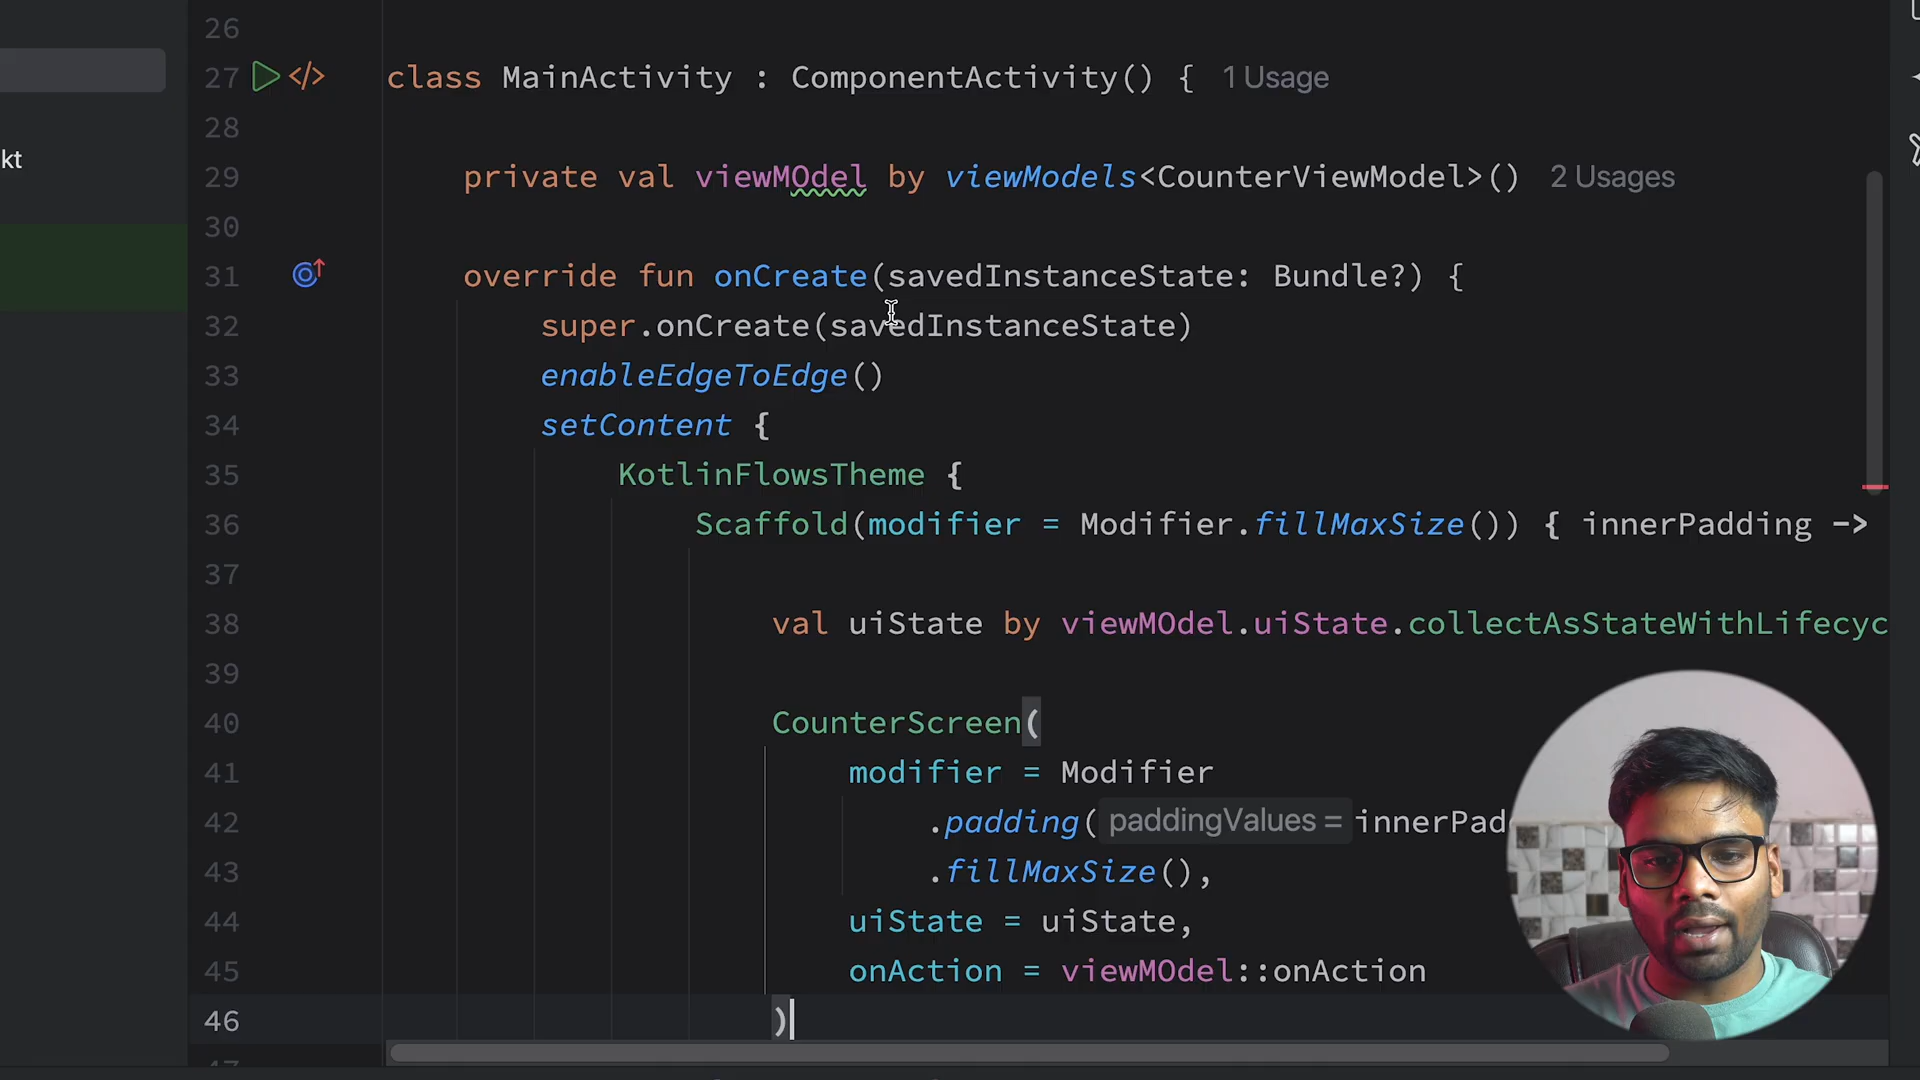 26
27 </> class MainActivity : ComponentActivity() { 1 Usage
28
kt
29 private val viewMOdel by viewModels<CounterViewModel>() 2 Usages
30
31 override fun onCreate(savedInstanceState: Bundle?) {
32 super.onCreate(savedInstanceState)
33 enableEdgeToEdge()
34 setContent {
35 KotlinFlowsTheme {
36 Scaffold(modifier = Modifier.fillMaxSize()) { innerPadding ->
37
38 val uiState by viewMOdel.uiState.collectAsStateWithLifecyc
39
40 CounterScreen(
41 modifier = Modifier
42 .padding( paddingValues = innerPad
43 .fillMaxSize(),
44 uiState = uiState,
45 onAction = viewMOdel::onAction
46 )